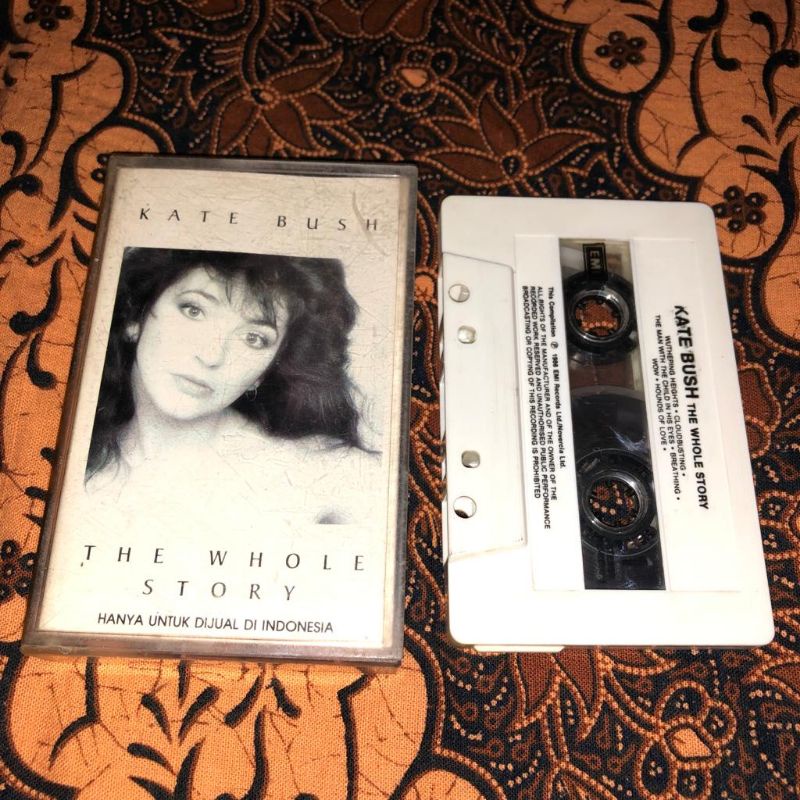 KATE BUSH
THE WHOLE
STORY
HANYA UNTUK DIJUAL DI INDONESIA
EMI
KATE BUSH THE WHOLE STORY
WUTHERING HEIGHTS • CLOUDBUSTING •
THE MAN WITH THE CHILD IN HIS EYES • BREATHING •
WOW • HOUNDS OF LOVE •
This Compilation ℗ 1986 EMI Records Ltd./Novercia Ltd.
ALL RIGHTS OF THE MANUFACTURER AND OF THE OWNER OF THE
RECORDED WORK RESERVED AND UNAUTHORISED PUBLIC PERFORMANCE
BROADCASTING OR COPYING OF THIS RECORDING IS PROHIBITED